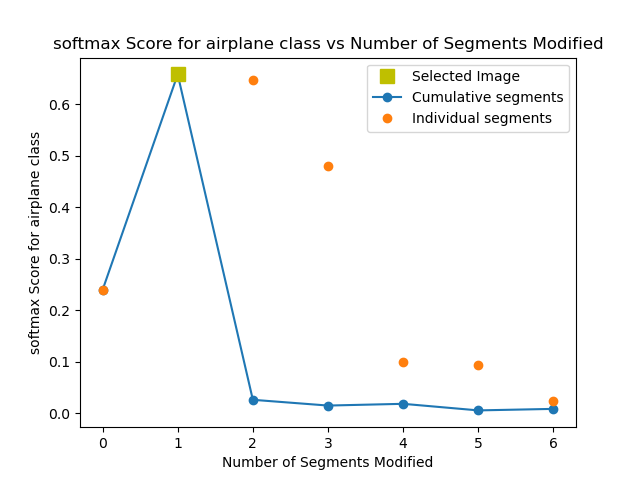 softmax Score for airplane class vs Number of Segments Modified
Selected Image
Cumulative segments
Individual segments
softmax Score for airplane class
0.6
0.5
0.4
0.3
0.2
0.1
0.0
0 1 2 3 4 5 6
Number of Segments Modified